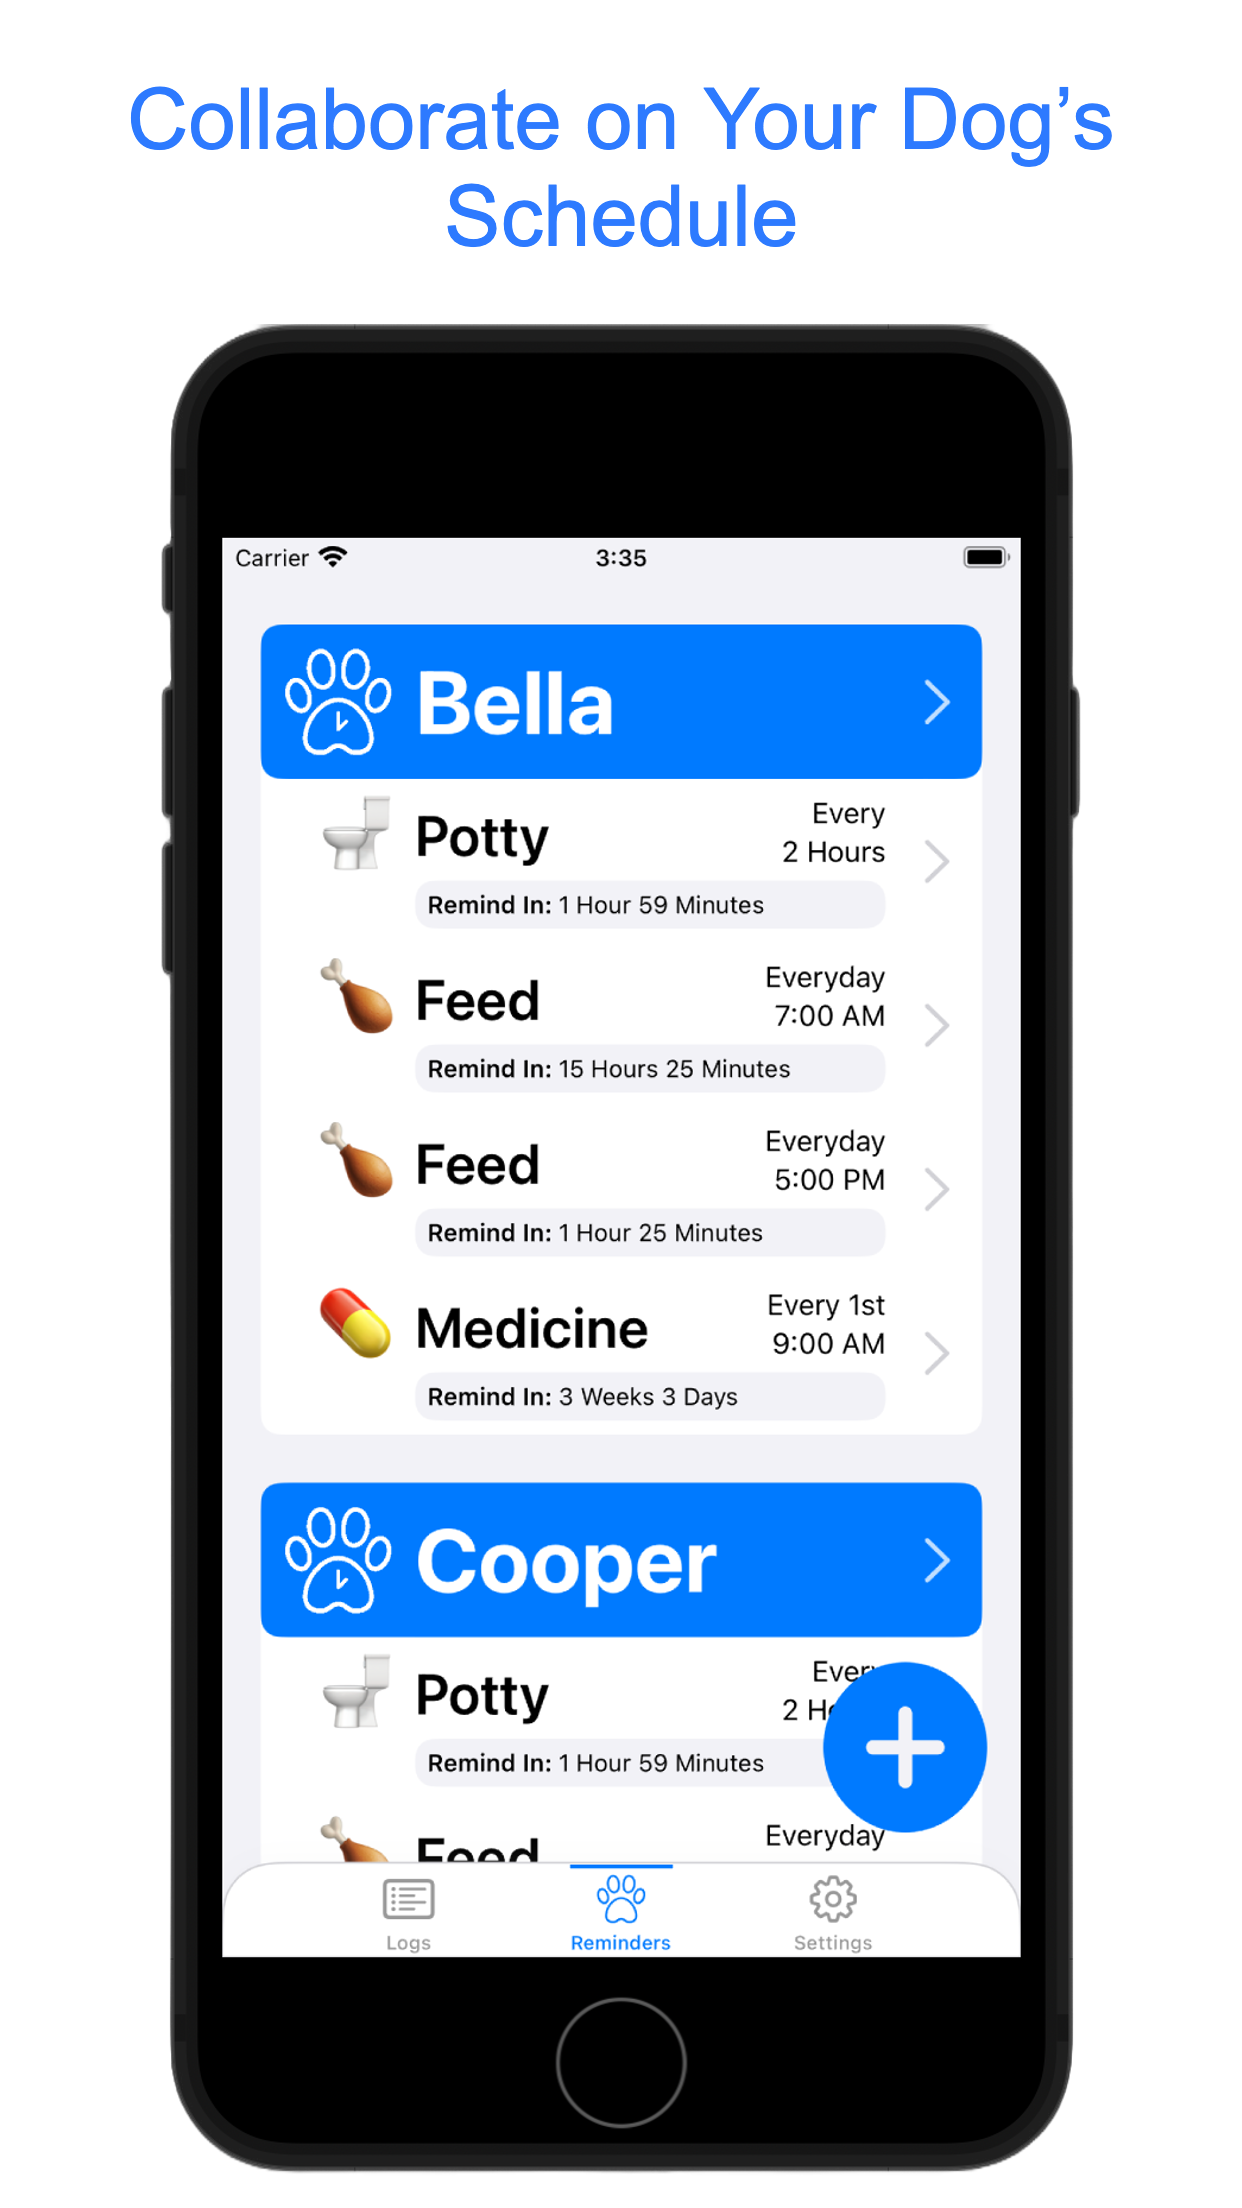 Collaborate on Your Dog’s
Schedule
Carrier
3:35
Bella
Potty
Every
2 Hours
Remind In: 1 Hour 59 Minutes
Feed
Everyday
7:00 AM
Remind In: 15 Hours 25 Minutes
Feed
Everyday
5:00 PM
Remind In: 1 Hour 25 Minutes
Medicine
Every 1st
9:00 AM
Remind In: 3 Weeks 3 Days
Cooper
Potty
Every
2
Remind In: 1 Hour 59 Minutes
Feed
Everyday
Logs
Reminders
Settings